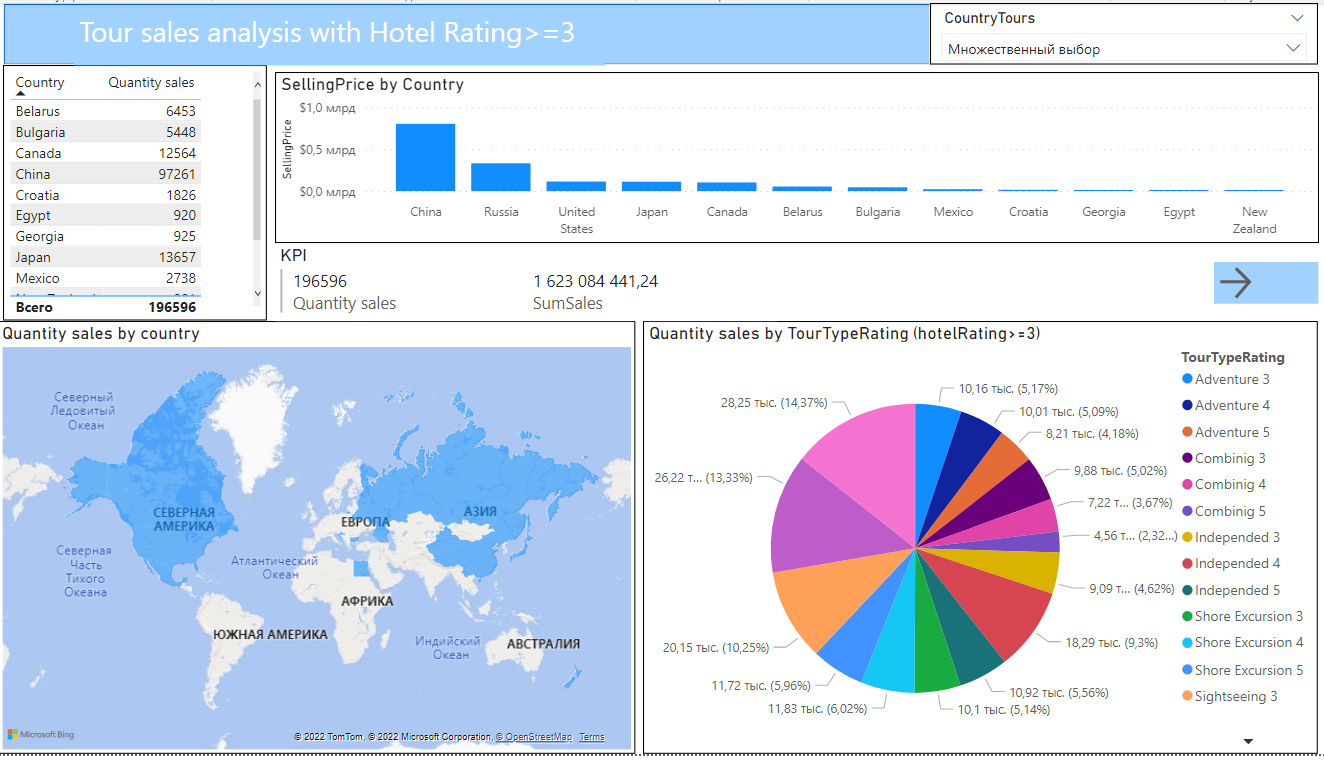 Tour sales analysis with Hotel Rating>=3
CountryTours
Множественный выбор
Country Quantity sales
Belarus 6453
Bulgaria 5448
Canada 12564
China 97261
Croatia 1826
Egypt 920
Georgia 925
Japan 13657
Mexico 2738
Всего 196596
SellingPrice by Country
SellingPrice
$1,0 млрд
$0,5 млрд
$0,0 млрд
China Russia United States Japan Canada Belarus Bulgaria Mexico Croatia Georgia Egypt New Zealand
KPI
196596
Quantity sales
1 623 084 441,24
SumSales
Quantity sales by country
Северный
Ледовитый
Океан
СЕВЕРНАЯ
АМЕРИКА
ЕВРОПА
АЗИЯ
Северная
Часть
Тихого
Океана
Атлантический
Океан
АФРИКА
ЮЖНАЯ АМЕРИКА
Индийский
Океан
АВСТРАЛИЯ
Microsoft Bing
© 2022 TomTom, © 2022 Microsoft Corporation, © OpenStreetMap Terms
Quantity sales by TourTypeRating (hotelRating>=3)
10,16 тыс. (5,17%)
10,01 тыс. (5,09%)
8,21 тыс. (4,18%)
9,88 тыс. (5,02%)
7,22 т... (3,67%)
4,56 т... (2,32...)
9,09 т... (4,62%)
18,29 тыс. (9,3%)
10,92 тыс. (5,56%)
10,1 тыс. (5,14%)
11,83 тыс. (6,02%)
11,72 тыс. (5,96%)
20,15 тыс. (10,25%)
26,22 т... (13,33%)
28,25 тыс. (14,37%)
TourTypeRating
Adventure 3
Adventure 4
Adventure 5
Combinig 3
Combinig 4
Combinig 5
Independed 3
Independed 4
Independed 5
Shore Excursion 3
Shore Excursion 4
Shore Excursion 5
Sightseeing 3